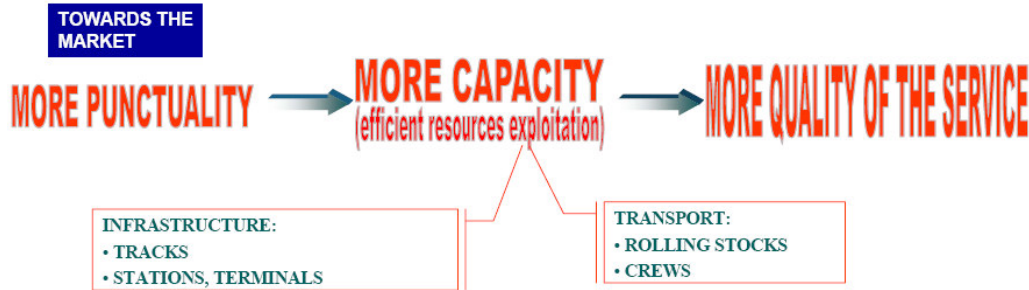 TOWARDS THE
MARKET
MORE PUNCTUALITY
MORE CAPACITY
(efficient resources exploitation)
MORE QUALITY OF THE SERVICE
INFRASTRUCTURE:
• TRACKS
• STATIONS, TERMINALS
TRANSPORT:
• ROLLING STOCKS
• CREWS